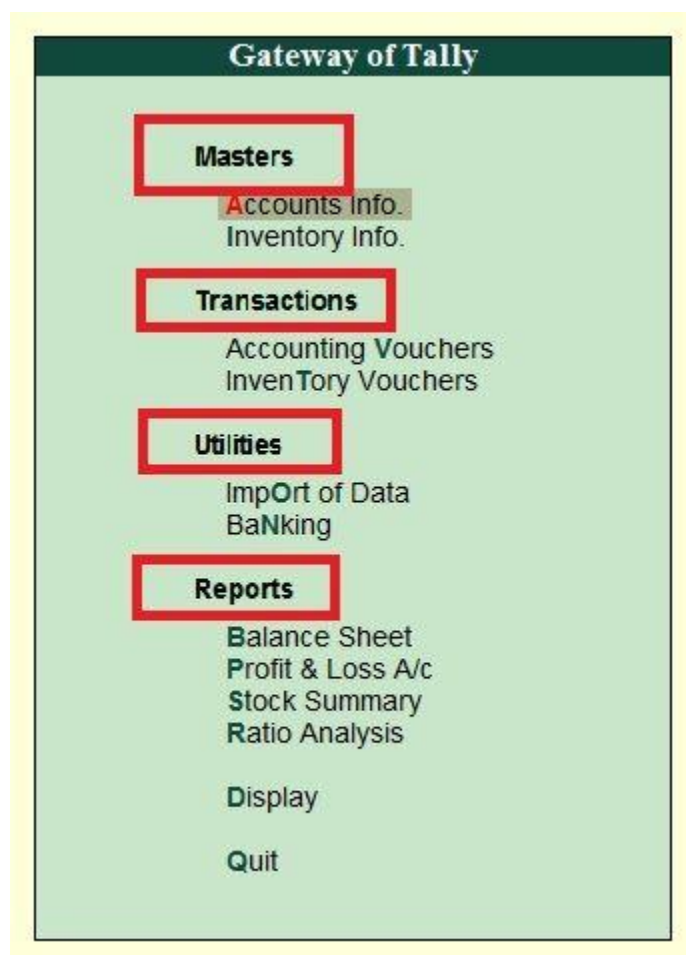 Gateway of Tally
Masters
Accounts Info.
Inventory Info.
Transactions
Accounting Vouchers
InvenTory Vouchers
Utilities
ImpOrt of Data
BaNking
Reports
Balance Sheet
Profit & Loss A/c
Stock Summary
Ratio Analysis
Display
Quit